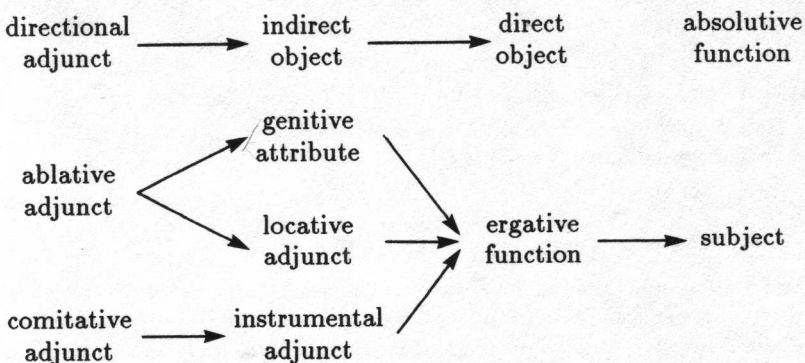 directional adjunct
indirect object
direct object
absolutive function
genitive attribute
ablative adjunct
locative adjunct
ergative function
subject
comitative adjunct
instrumental adjunct